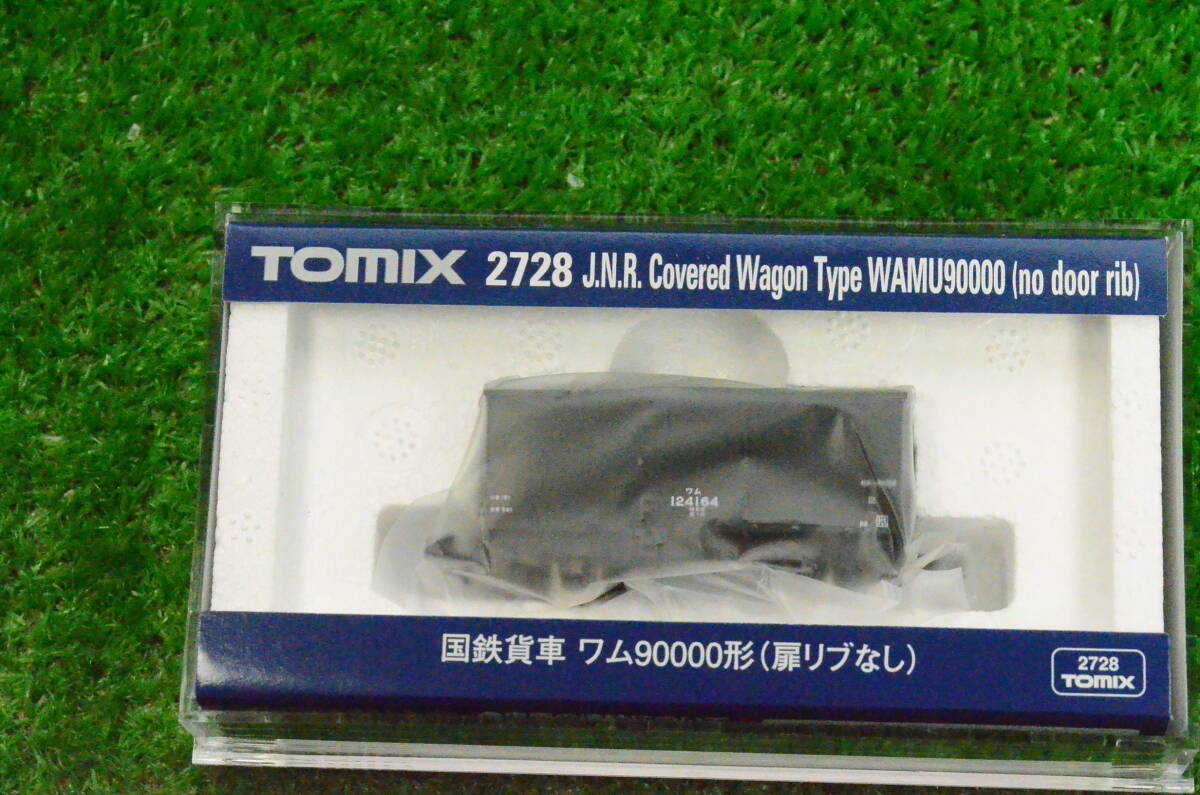 TOMIX 2728 J.N.R. Covered Wagon Type WAMU90000 (no door rib)
ワム
124164
国鉄貨車 ワム90000形(扉リブなし)
2728
TOMIX